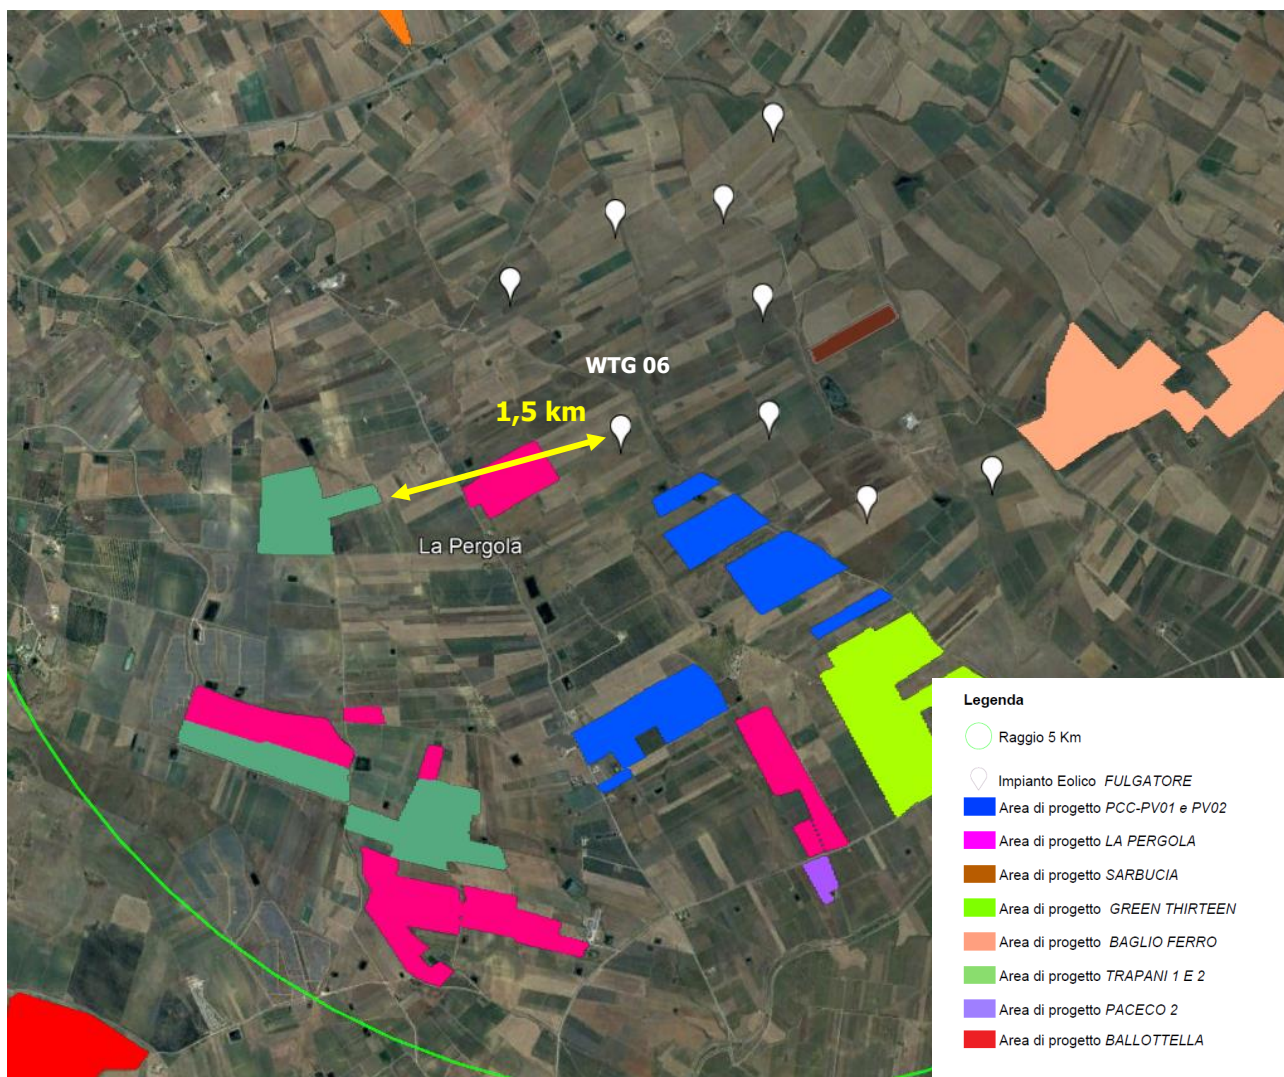 WTG 06
1,5 km
La Pergola
Legenda
Raggio 5 Km
Impianto Eolico FULGATORE
Area di progetto PCC-PV01 e PV02
Area di progetto LA PERGOLA
Area di progetto SARBUCIA
Area di progetto GREEN THIRTEEN
Area di progetto BAGLIO FERRO
Area di progetto TRAPANI 1 E 2
Area di progetto PACECO 2
Area di progetto BALLOTTELLA